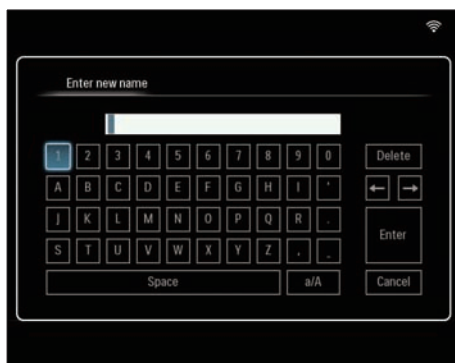 Enter new name
1 2 3 4 5 6 7 8 9 0 Delete
A B C D E F G H I ' ← →
J K L M N O P Q R .
Enter
S T U V W X Y Z , _
Space a/A Cancel